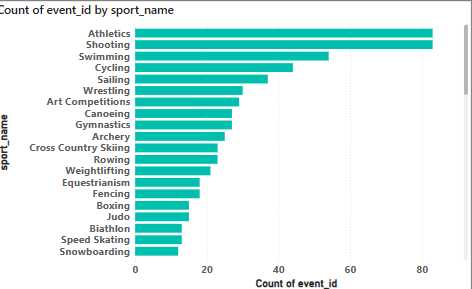 Count of event_id by sport_name
sport_name
Athletics
Shooting
Swimming
Cycling
Sailing
Wrestling
Art Competitions
Canoeing
Gymnastics
Archery
Cross Country Skiing
Rowing
Weightlifting
Equestrianism
Fencing
Boxing
Judo
Biathlon
Speed Skating
Snowboarding
0 20 40 60 80
Count of event_id